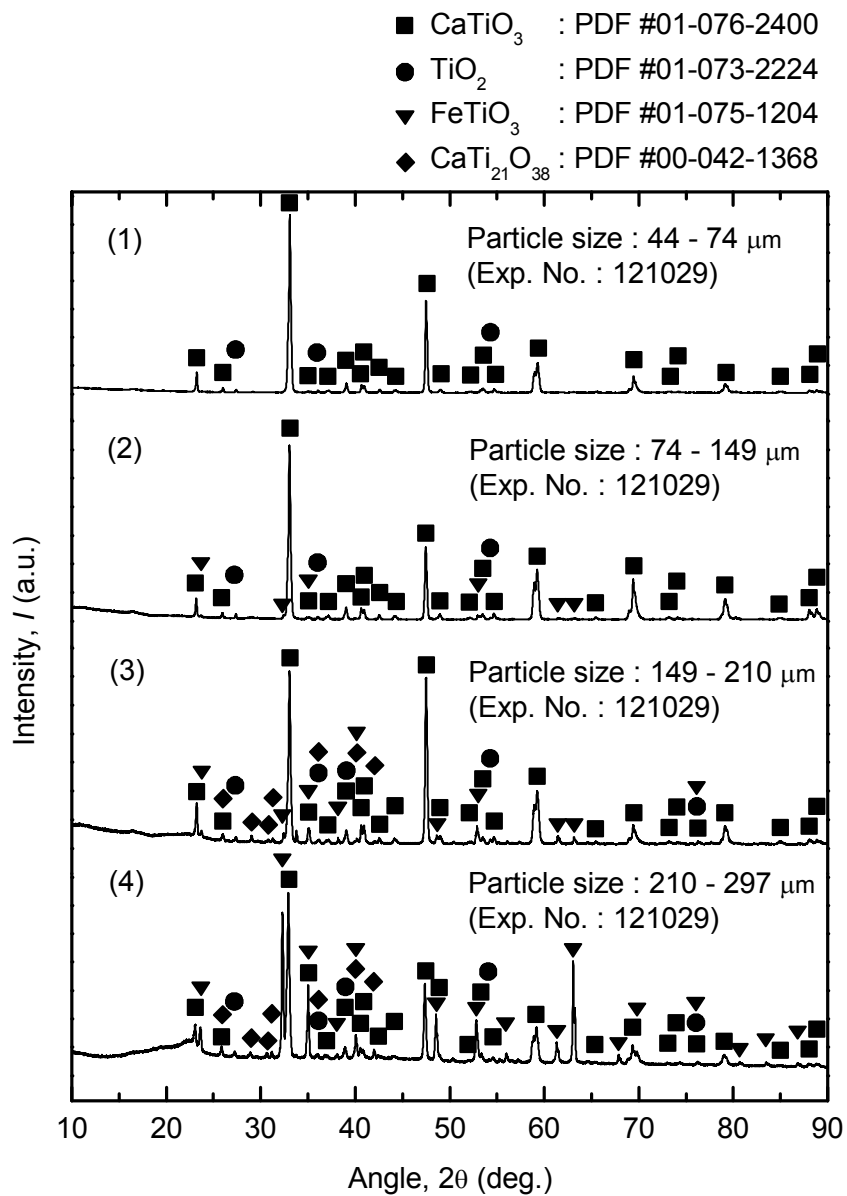 ■ CaTiO₃ : PDF #01-076-2400
● TiO₂ : PDF #01-073-2224
▼ FeTiO₃ : PDF #01-075-1204
◆ CaTi₂₁O₃₈ : PDF #00-042-1368
(1) Particle size : 44 - 74 μm
(Exp. No. : 121029)
(2) Particle size : 74 - 149 μm
(Exp. No. : 121029)
(3) Particle size : 149 - 210 μm
(Exp. No. : 121029)
(4) Particle size : 210 - 297 μm
(Exp. No. : 121029)
Intensity, I (a.u.)
10 20 30 40 50 60 70 80 90
Angle, 2θ (deg.)